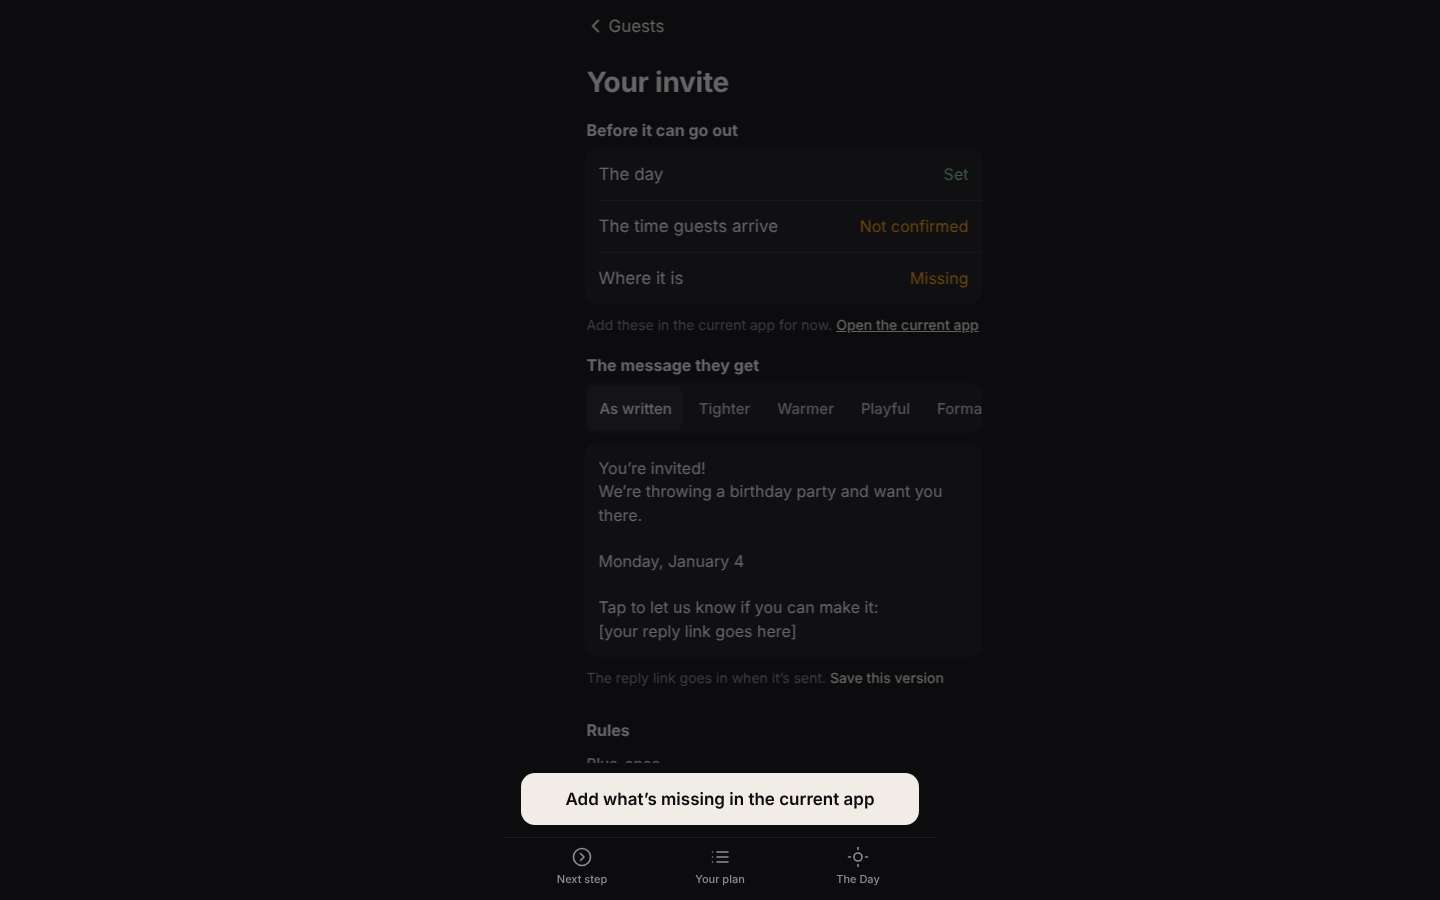 Guests
Your invite
Before it can go out
The day Set
The time guests arrive Not confirmed
Where it is Missing
Add these in the current app for now. Open the current app
The message they get
As written Tighter Warmer Playful Forma
You’re invited!
We’re throwing a birthday party and want you
there.
Monday, January 4
Tap to let us know if you can make it:
[your reply link goes here]
The reply link goes in when it’s sent. Save this version
Rules
Add what’s missing in the current app
Next step Your plan The Day